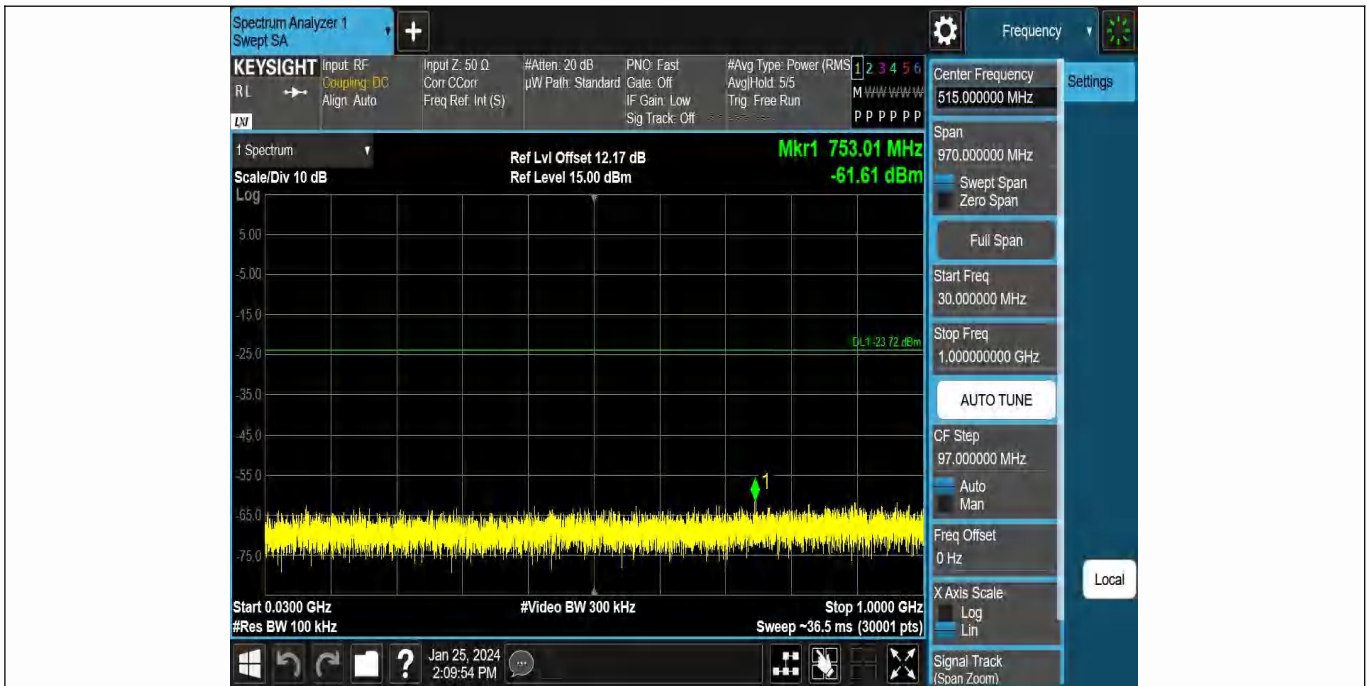 Spectrum Analyzer 1
Swept SA
+
Frequency
KEYSIGHT
RL
LXI
Input: RF
Coupling: DC
Align: Auto
Input Z: 50 Ω
Corr CCorr
Freq Ref: Int (S)
#Atten: 20 dB
µW Path: Standard
PNO: Fast
Gate: Off
IF Gain: Low
Sig Track: Off
#Avg Type: Power (RMS
Avg|Hold: 5/5
Trig: Free Run
1 2 3 4 5 6
M W W W W W
P P P P P P
Center Frequency
515.000000 MHz
Settings
1 Spectrum
Scale/Div 10 dB
Log
Ref Lvl Offset 12.17 dB
Ref Level 15.00 dBm
Mkr1 753.01 MHz
-61.61 dBm
Span
970.000000 MHz
Swept Span
Zero Span
Full Span
Start Freq
30.000000 MHz
Stop Freq
1.000000000 GHz
AUTO TUNE
CF Step
97.000000 MHz
Auto
Man
Freq Offset
0 Hz
X Axis Scale
Log
Lin
Signal Track
(Span Zoom)
Local
5.00
-5.00
-15.0
DL1 -23.72 dBm
-25.0
-35.0
-45.0
-55.0
1
-65.0
-75.0
Start 0.0300 GHz
#Video BW 300 kHz
Stop 1.0000 GHz
#Res BW 100 kHz
Sweep ~36.5 ms (30001 pts)
?
Jan 25, 2024
2:09:54 PM